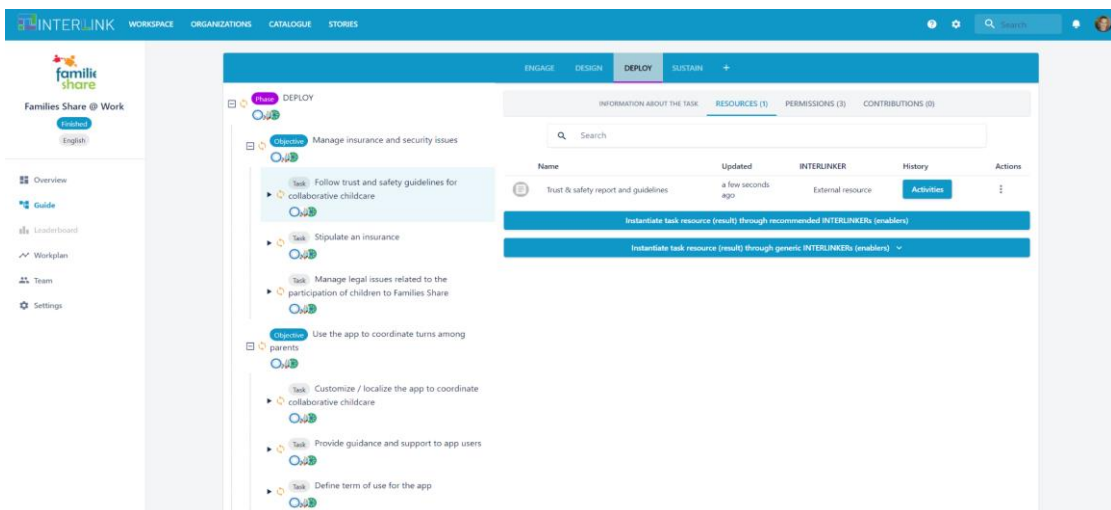 INTERLINK
WORKSPACE
ORGANIZATIONS
CATALOGUE
STORIES
Search
familie
share
Families Share @ Work
Finished
English
Overview
Guide
Leaderboard
Workplan
Team
Settings
ENGAGE
DESIGN
DEPLOY
SUSTAIN
+
Phase DEPLOY
Objective Manage insurance and security issues
Task Follow trust and safety guidelines for
collaborative childcare
Task Stipulate an insurance
Task Manage legal issues related to the
participation of children to Families Share
Objective Use the app to coordinate turns among
parents
Task Customize / localize the app to coordinate
collaborative childcare
Task Provide guidance and support to app users
Task Define term of use for the app
INFORMATION ABOUT THE TASK
RESOURCES (1)
PERMISSIONS (3)
CONTRIBUTIONS (0)
Search
Name Updated INTERLINKER History Actions
Trust & safety report and guidelines
a few seconds
ago
External resource
Activities
Instantiate task resource (result) through recommended INTERLINKERs (enablers)
Instantiate task resource (result) through generic INTERLINKERs (enablers)